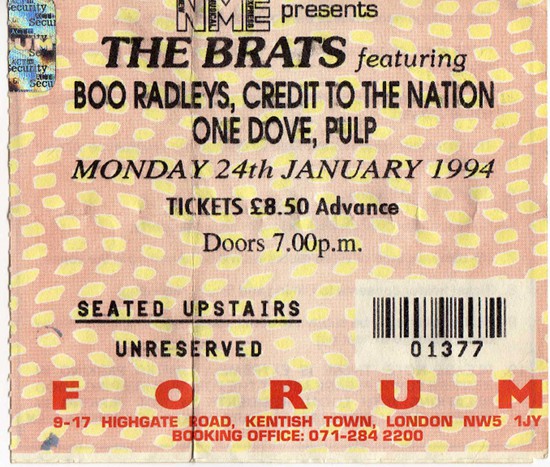 NME presents
THE BRATS featuring
BOO RADLEYS, CREDIT TO THE NATION
ONE DOVE, PULP
MONDAY 24th JANUARY 1994
TICKETS £8.50 Advance
Doors 7.00p.m.
SEATED UPSTAIRS
UNRESERVED
01377
FORUM
9-17 HIGHGATE ROAD, KENTISH TOWN, LONDON NW5 1JY
BOOKING OFFICE: 071-284 2200